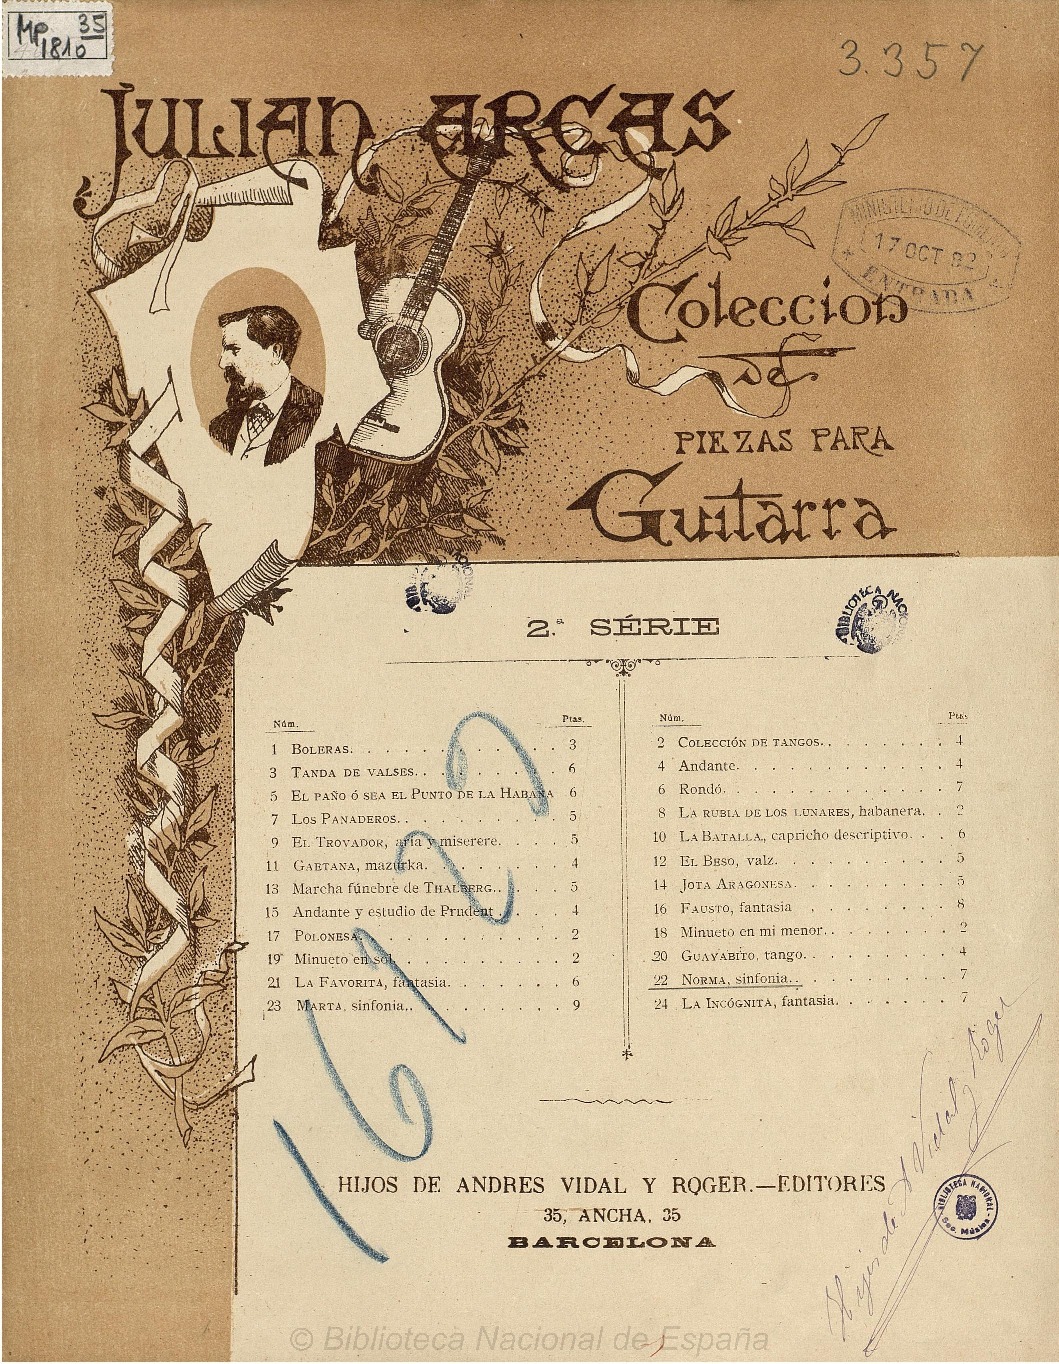 MP 35
1810
3.357
JULIAN ARCAS
17 OCT 92
ENTRADA
Coleccion
de
PIEZAS PARA
Guitarra
BIBLIOTECA NACIONAL
2.ª SÉRIE
Núm. Ptas.
1 BOLERAS. . . . . . . . . . . . 3
3 TANDA DE VALSES. . . . . . . . . 6
5 EL PAÑO Ó SEA EL PUNTO DE LA HABANA 6
7 LOS PANADEROS. . . . . . . . . . 5
9 EL TROVADOR, aria y miserere. . . . . 5
11 GAETANA, mazurka. . . . . . . . . 4
13 Marcha fúnebre de THALBERG. . . . . . 5
15 Andante y estudio de Prudent . . . . 4
17 POLONESA. . . . . . . . . . . . 2
19 Minueto en sol. . . . . . . . . . 2
21 LA FAVORITA, fantasia. . . . . . . 6
23 MARTA, sinfonia. . . . . . . . . . 9
Núm. Ptas
2 COLECCIÓN DE TANGOS. . . . . . . . 4
4 Andante. . . . . . . . . . . . 4
6 Rondó. . . . . . . . . . . . . 7
8 LA RUBIA DE LOS LUNARES, habanera. . . 2
10 LA BATALLA, capricho descriptivo. . . . 6
12 EL BESO, valz. . . . . . . . . . 5
14 JOTA ARAGONESA. . . . . . . . . . 5
16 FAUSTO, fantasia . . . . . . . . 8
18 Minueto en mi menor. . . . . . . . 2
20 GUAYABITO, tango. . . . . . . . . 4
22 NORMA, sinfonia. . . . . . . . . . 7
24 LA INCÓGNITA, fantasia. . . . . . . 7
HIJOS DE ANDRES VIDAL Y ROGER.—EDITORES
35, ANCHA, 35
BARCELONA
Hijos de A Vidal y Roger
BIBLIOTECA NACIONAL
Sec. Música
© Biblioteca Nacional de España